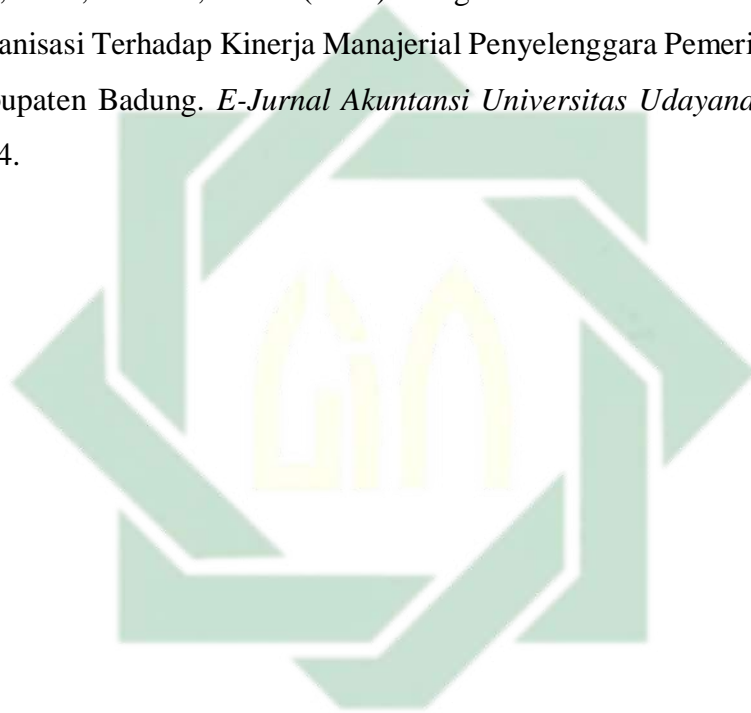 anisasi Terhadap Kinerja Manajerial Penyelenggara Pemeri
upaten Badung. E-Jurnal Akuntansi Universitas Udayana
4.